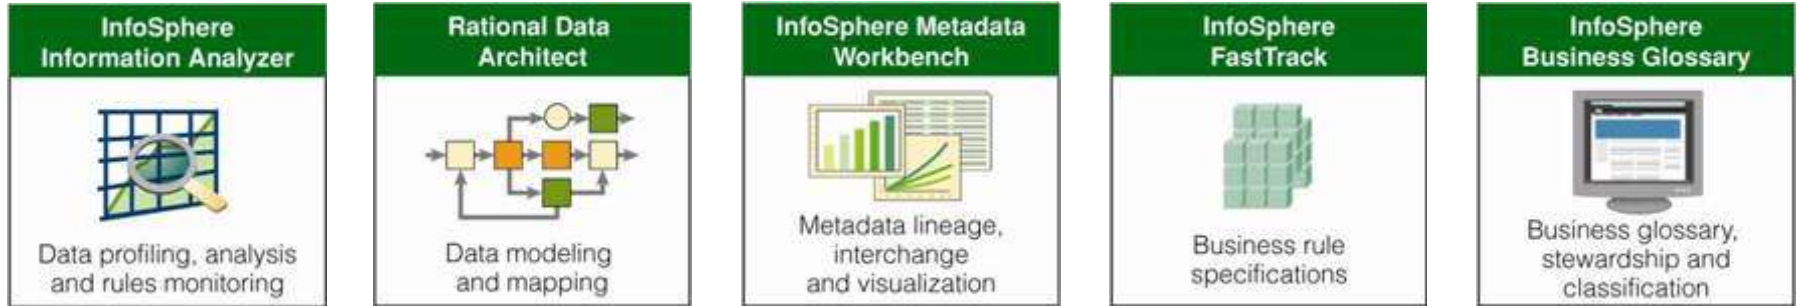 InfoSphere
Information Analyzer
Data profiling, analysis
and rules monitoring
Rational Data
Architect
Data modeling
and mapping
InfoSphere Metadata
Workbench
Metadata lineage,
interchange
and visualization
InfoSphere
FastTrack
Business rule
specifications
InfoSphere
Business Glossary
Business glossary,
stewardship and
classification